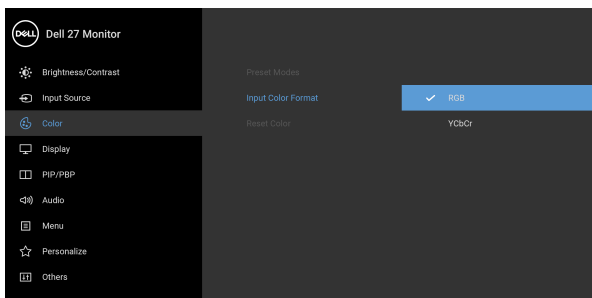 DELL Dell 27 Monitor
Brightness/Contrast
Input Source
Color
Display
PIP/PBP
Audio
Menu
Personalize
Others
Preset Modes
Input Color Format
Reset Color
RGB
YCbCr